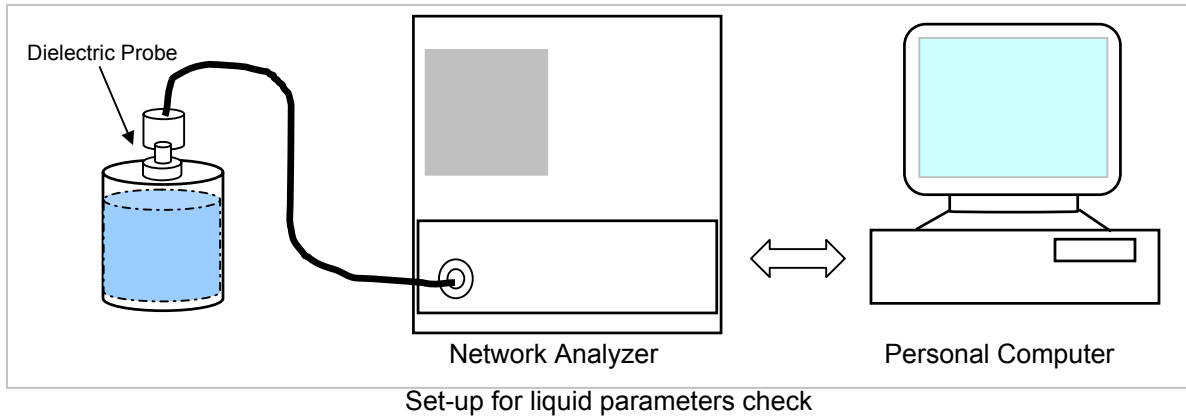 Dielectric Probe
Network Analyzer
Personal Computer
Set-up for liquid parameters check